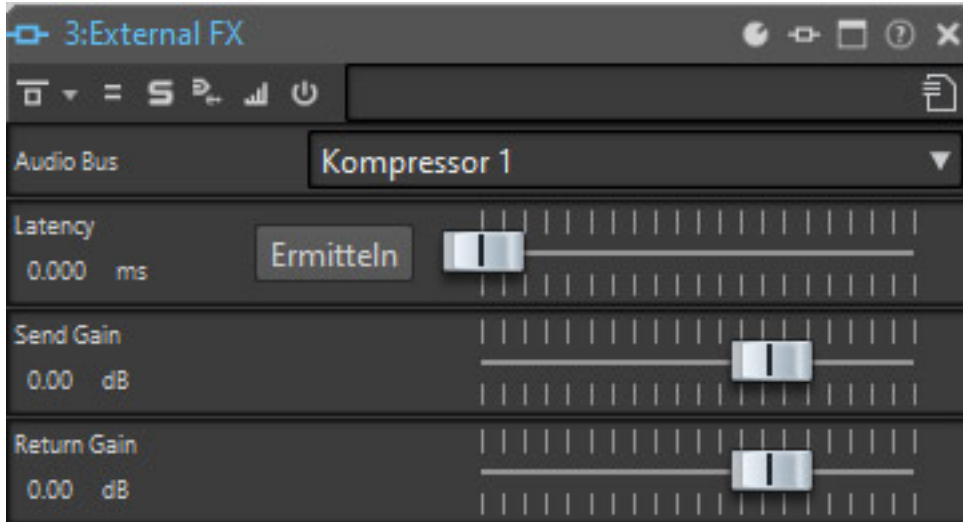 3:External FX
Audio Bus
Kompressor 1
Latency
0.000 ms
Ermitteln
Send Gain
0.00 dB
Return Gain
0.00 dB